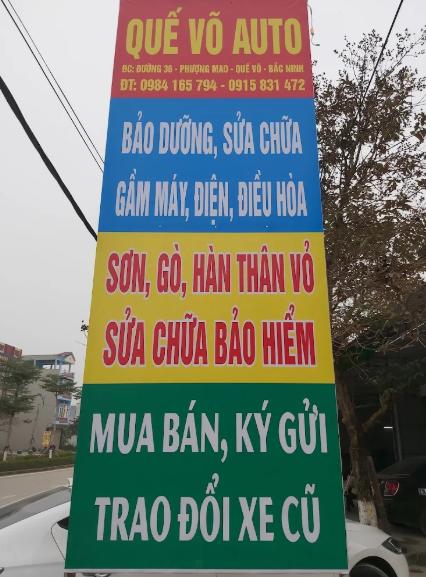 QUẾ VÕ AUTO
ĐC: ĐƯỜNG 36 - PHƯỢNG MAO - QUẾ VÕ - BẮC NINH
ĐT: 0984 165 794 - 0915 831 472
BẢO DƯỠNG, SỬA CHỮA
GẦM MÁY, ĐIỆN, ĐIỀU HÒA
SƠN, GÒ, HÀN THÂN VỎ
SỬA CHỮA BẢO HIỂM
MUA BÁN, KÝ GỬI
TRAO ĐỔI XE CŨ